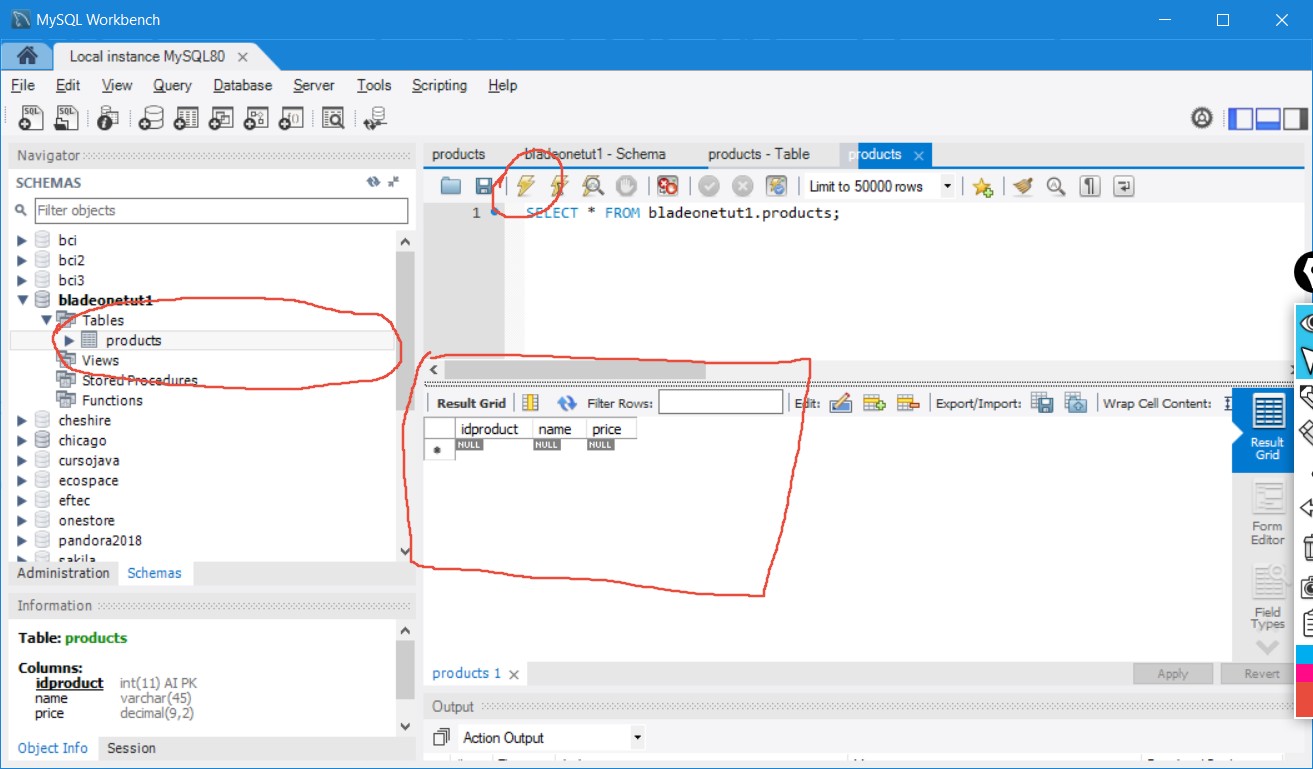 MySQL Workbench
Local instance MySQL80
File Edit View Query Database Server Tools Scripting Help
Navigator
SCHEMAS
Filter objects
bci
bci2
bci3
bladeonetut1
Tables
products
Views
Stored Procedures
Functions
cheshire
chicago
cursojava
ecospace
eftec
onestore
pandora2018
sakila
Administration Schemas
Information
Table: products
Columns:
idproduct int(11) AI PK
name varchar(45)
price decimal(9,2)
Object Info Session
products bladeonetut1 - Schema products - Table products
Limit to 50000 rows
1 SELECT * FROM bladeonetut1.products;
Result Grid Filter Rows: Edit: Export/Import: Wrap Cell Content:
idproduct name price
NULL NULL NULL
Result
Grid
Form
Editor
Field
Types
products 1 Apply Revert
Output
Action Output